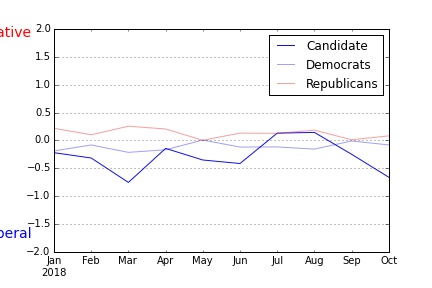 ative
2.0
1.5
1.0
0.5
0.0
−0.5
−1.0
−1.5
−2.0
beral
Candidate
Democrats
Republicans
Jan Feb Mar Apr May Jun Jul Aug Sep Oct
2018